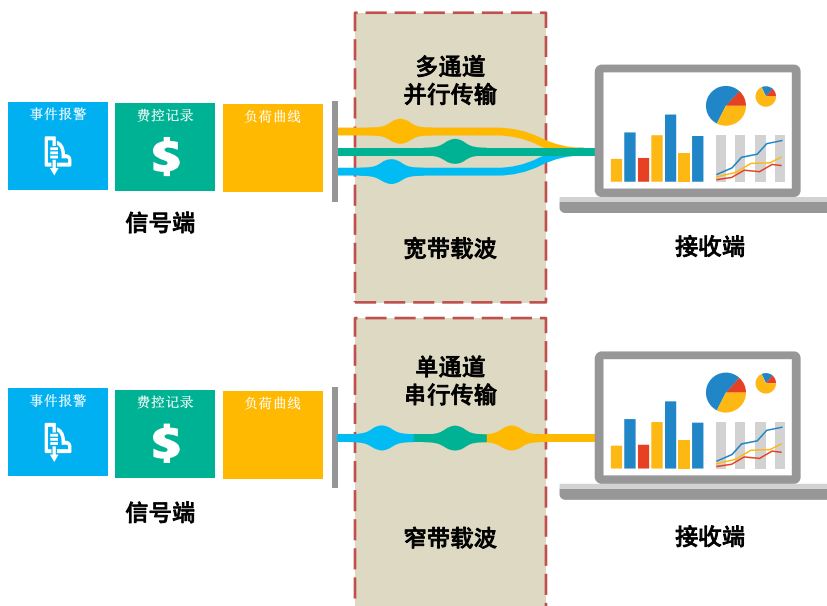 多通道
并行传输
事件报警
费控记录
负荷曲线
$
信号端
宽带载波
接收端
单通道
串行传输
事件报警
费控记录
负荷曲线
$
信号端
窄带载波
接收端